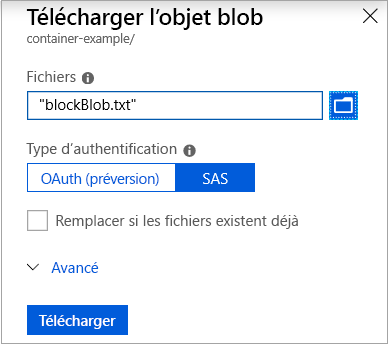 Télécharger l’objet blob
container-example/
Fichiers
"blockBlob.txt"
Type d’authentification
OAuth (préversion) SAS
Remplacer si les fichiers existent déjà
Avancé
Télécharger